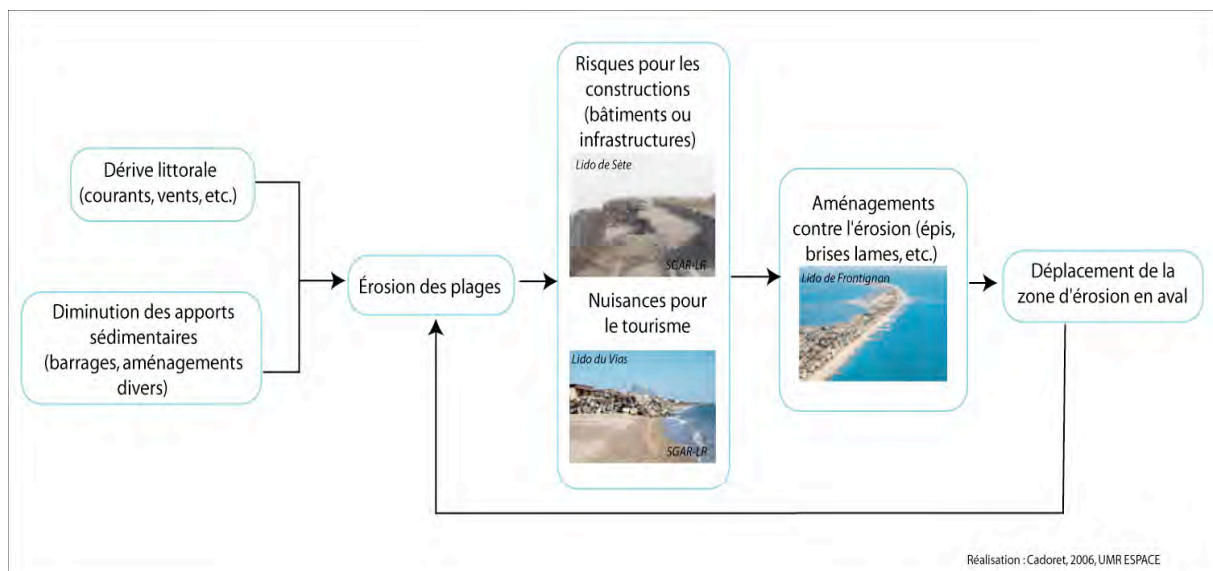 Dérive littorale
(courants, vents, etc.)
Diminution des apports
sédimentaires
(barrages, aménagements
divers)
Érosion des plages
Risques pour les
constructions
(bâtiments ou
infrastructures)
Lido de Sète
SGAR-LR
Nuisances pour
le tourisme
Lido du Vias
SGAR-LR
Aménagements
contre l'érosion (épis,
brises lames, etc.)
Lido de Frontignan
Déplacement de la
zone d'érosion en aval
Réalisation : Cadoret, 2006, UMR ESPACE